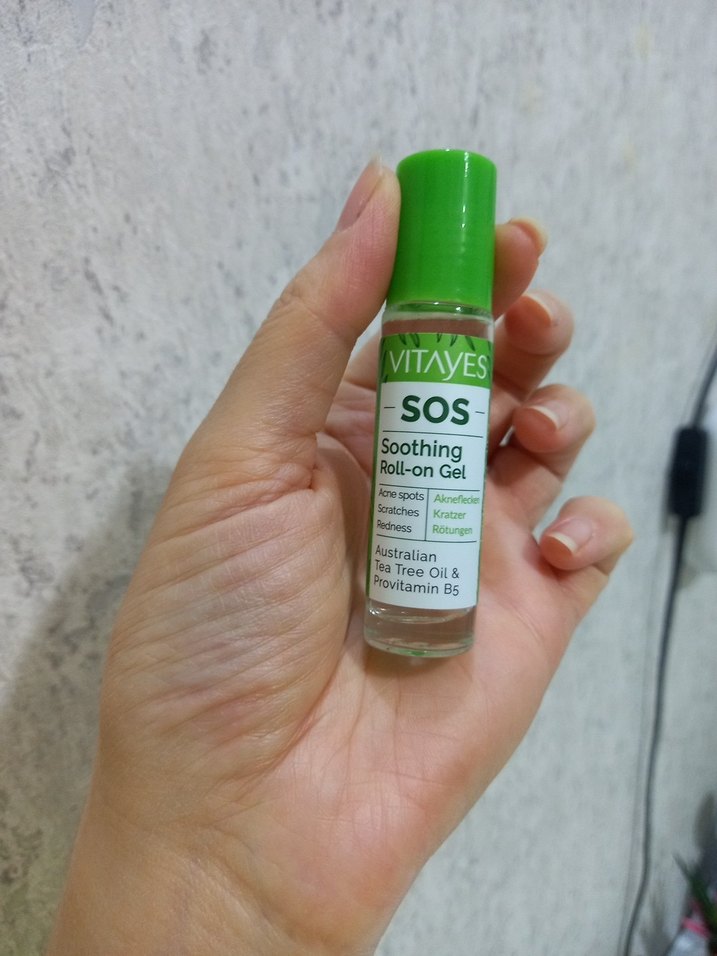 VITAYES
SOS
Soothing
Roll-on Gel
Acne spots
Scratches
Redness
Akneflecken
Kratzer
Rötungen
Australian
Tea Tree Oil &
Provitamin B5